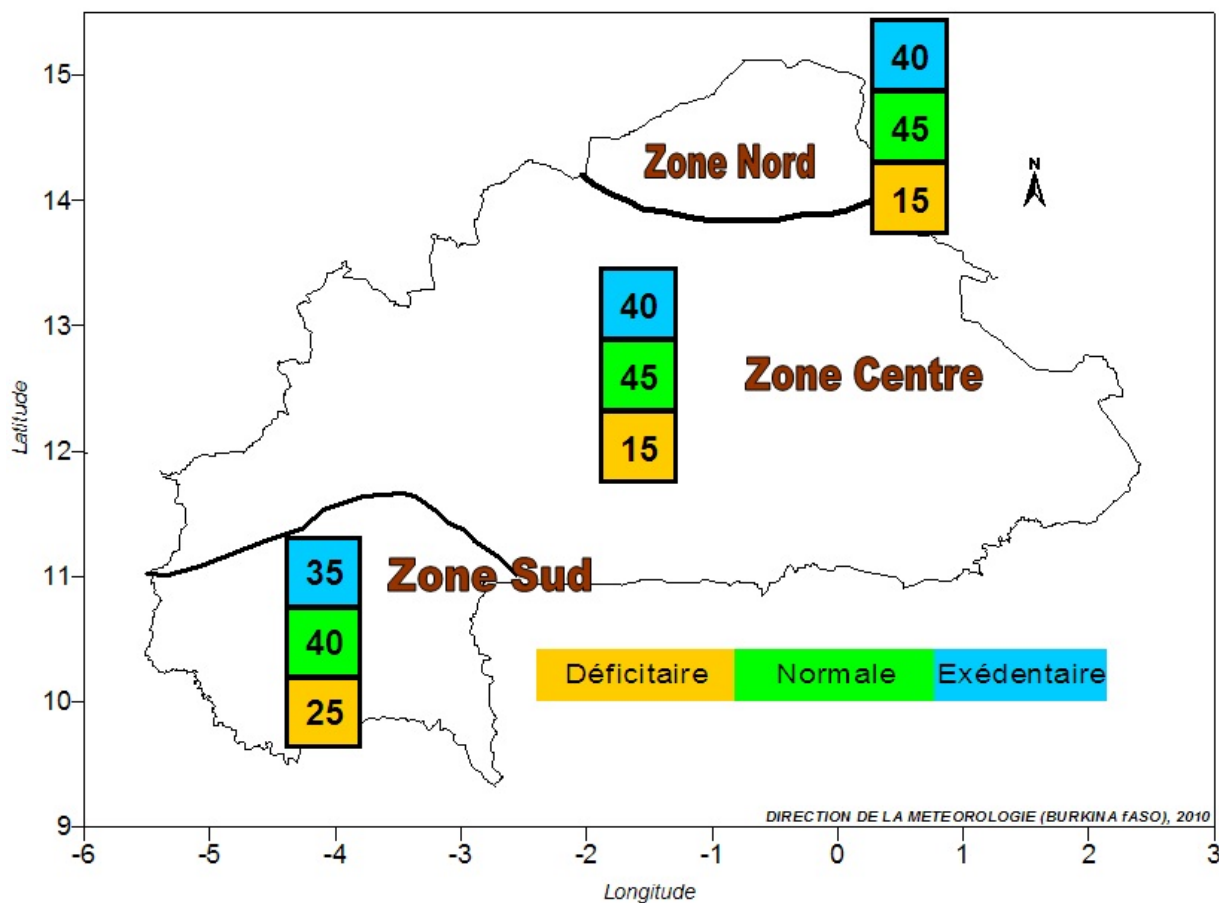 15
14
13
12
11
10
9
Latitude
40
45
15
Zone Nord
N
40
45
15
Zone Centre
35
40
25
Zone Sud
Déficitaire Normale Exédentaire
DIRECTION DE LA METEOROLOGIE (BURKINA fASO), 2010
-6 -5 -4 -3 -2 -1 0 1 2 3
Longitude